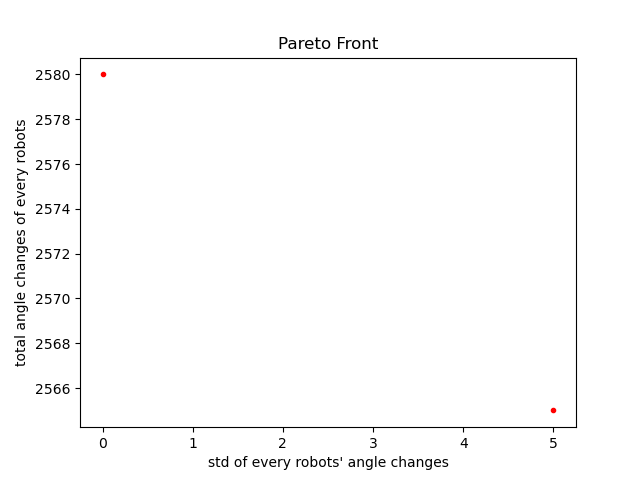 Pareto Front
2580
2578
2576
2574
2572
2570
2568
2566
total angle changes of every robots
0 1 2 3 4 5
std of every robots' angle changes